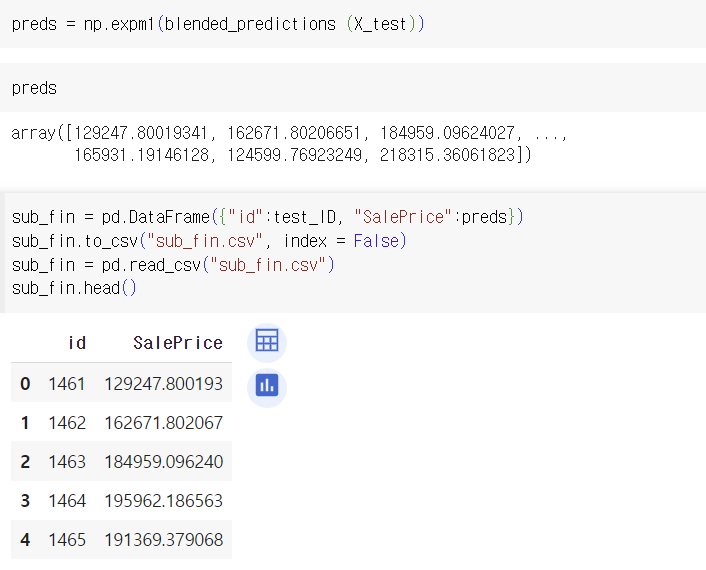 preds = np.expm1(blended_predictions (X_test))
preds
array([129247.80019341, 162671.80206651, 184959.09624027, ...,
165931.19146128, 124599.76923249, 218315.36061823])
sub_fin = pd.DataFrame({"id":test_ID, "SalePrice":preds})
sub_fin.to_csv("sub_fin.csv", index = False)
sub_fin = pd.read_csv("sub_fin.csv")
sub_fin.head()
id SalePrice
0 1461 129247.800193
1 1462 162671.802067
2 1463 184959.096240
3 1464 195962.186563
4 1465 191369.379068